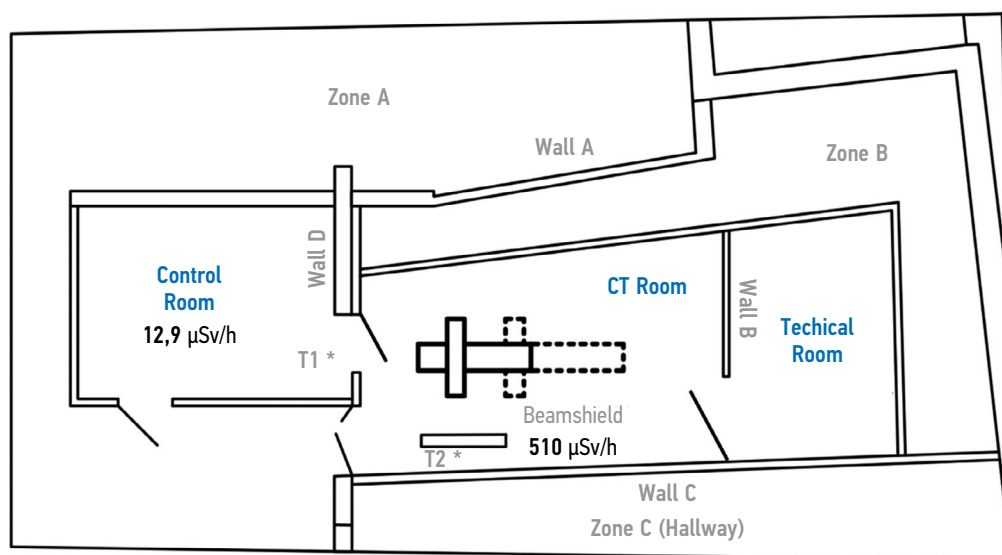 Zone A
Wall A
Zone B
Wall D
Control
Room
12,9 µSv/h
CT Room
Wall B
Techical
Room
T1 *
Beamshield
510 µSv/h
T2 *
Wall C
Zone C (Hallway)